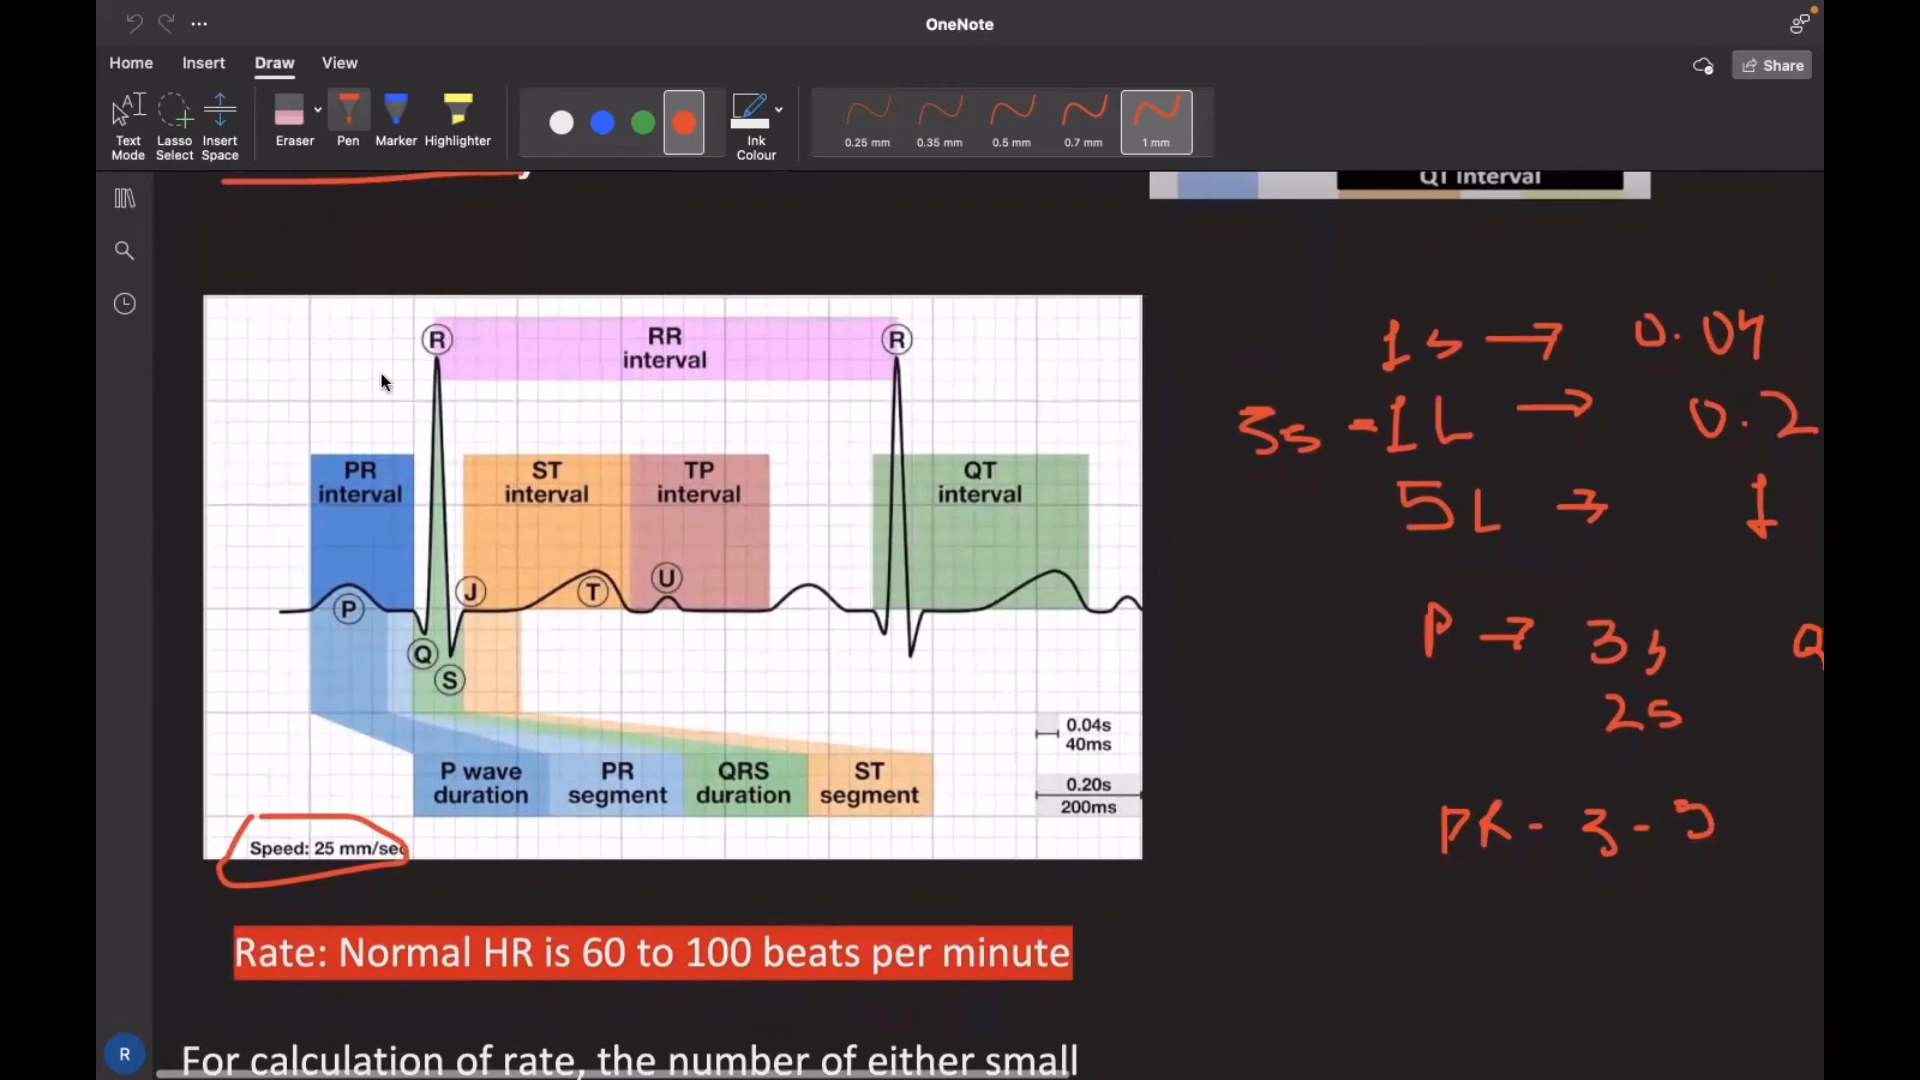 OneNote
Home Insert Draw View
Share
Text Mode
Lasso Select
Insert Space
Eraser
Pen
Marker
Highlighter
Ink Colour
0.25 mm 0.35 mm 0.5 mm 0.7 mm 1 mm
QT Interval
R
RR interval
R
PR interval
ST interval
TP interval
QT interval
P
J
T
U
Q
S
0.04s
40ms
P wave duration
PR segment
QRS duration
ST segment
0.20s
200ms
Speed: 25 mm/sec
1s → 0.04
5s - 1L → 0.2
5L → 1
P → 3s
2s
PR - 3 - 5
Rate: Normal HR is 60 to 100 beats per minute
R
For calculation of rate, the number of either small